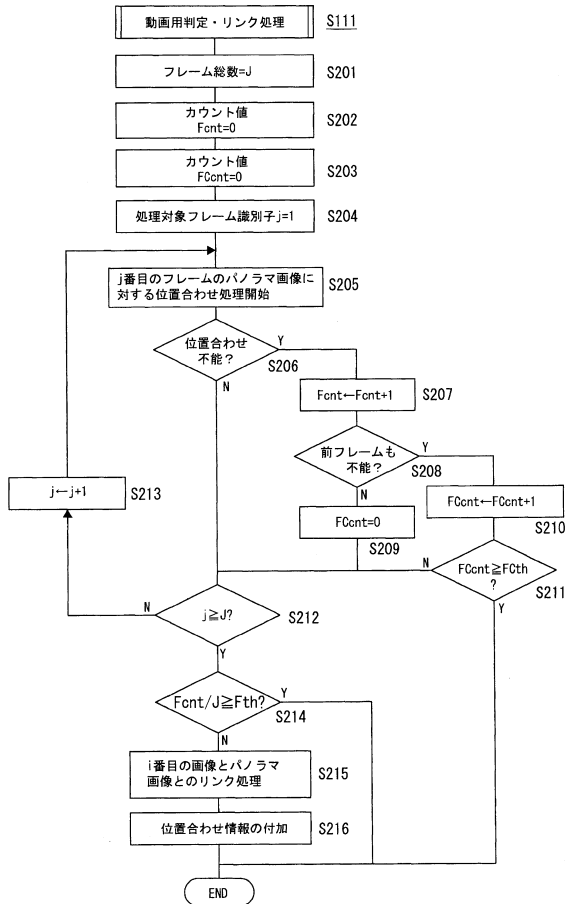 動画用判定・リンク処理
S111
フレーム総数=J
S201
カウント値
Fcnt=0
S202
カウント値
FCcnt=0
S203
処理対象フレーム識別子j=1
S204
j番目のフレームのパノラマ画像に
対する位置合わせ処理開始
S205
位置合わせ
不能?
Y
S206
N
Fcnt←Fcnt+1
S207
前フレームも
不能?
Y
S208
N
j←j+1
S213
FCcnt=0
S209
FCcnt←FCcnt+1
S210
FCcnt≧FCth
?
N
S211
Y
j≧J?
N
S212
Y
Fcnt/J≧Fth?
Y
S214
N
i番目の画像とパノラマ
画像とのリンク処理
S215
位置合わせ情報の付加
S216
END